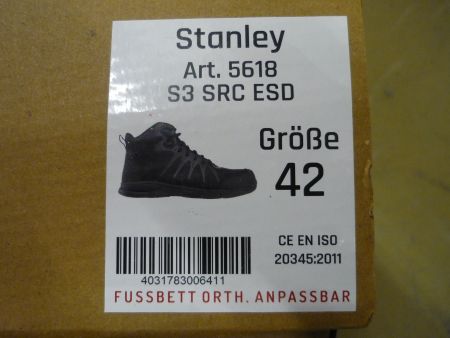 Stanley
Art. 5618
S3 SRC ESD
Größe
42
CE EN ISO
20345:2011
4031783006411
FUSSBETT ORTH. ANPASSBAR